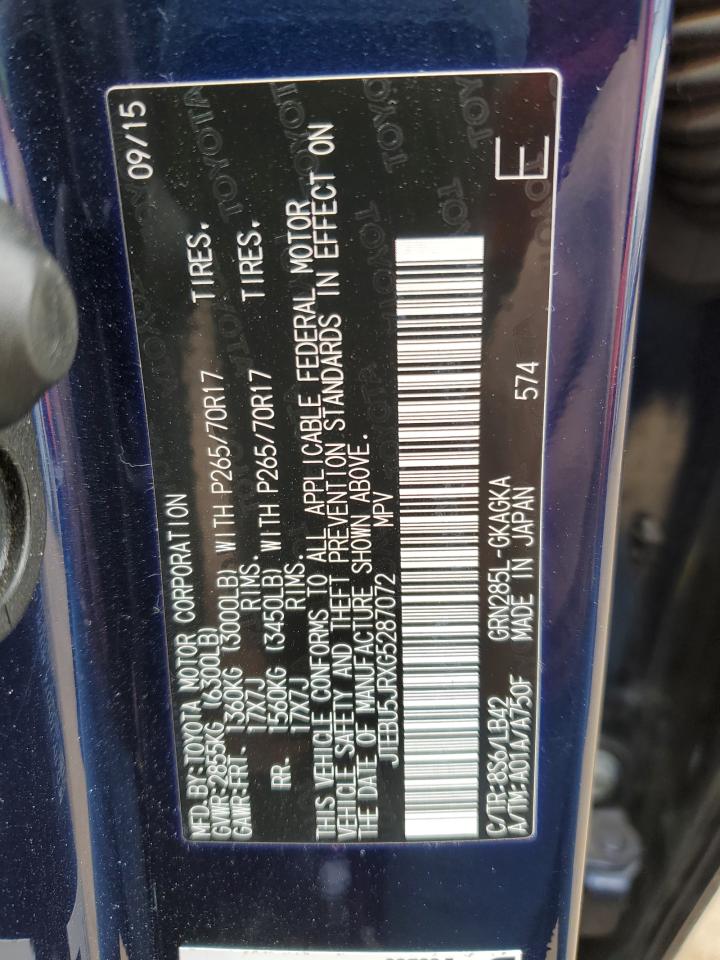 09/15
MFD.BY:TOYOTA MOTOR CORPORATION
GVWR:2855KG (6300LB)
GAWR:FRT. 1360KG (3000LB) WITH P265/70R17 TIRES.
17X7J RIMS.
RR. 1560KG (3450LB) WITH P265/70R17 TIRES.
17X7J RIMS.
THIS VEHICLE CONFORMS TO ALL APPLICABLE FEDERAL MOTOR
VEHICLE SAFETY AND THEFT PREVENTION STANDARDS IN EFFECT ON
THE DATE OF MANUFACTURE SHOWN ABOVE.
JTEBU5JRXG5287072 MPV
C/TR:8S6/LB42 GRN285L-GKAGKA
A/TM:A01A/A750F MADE IN JAPAN 574 E